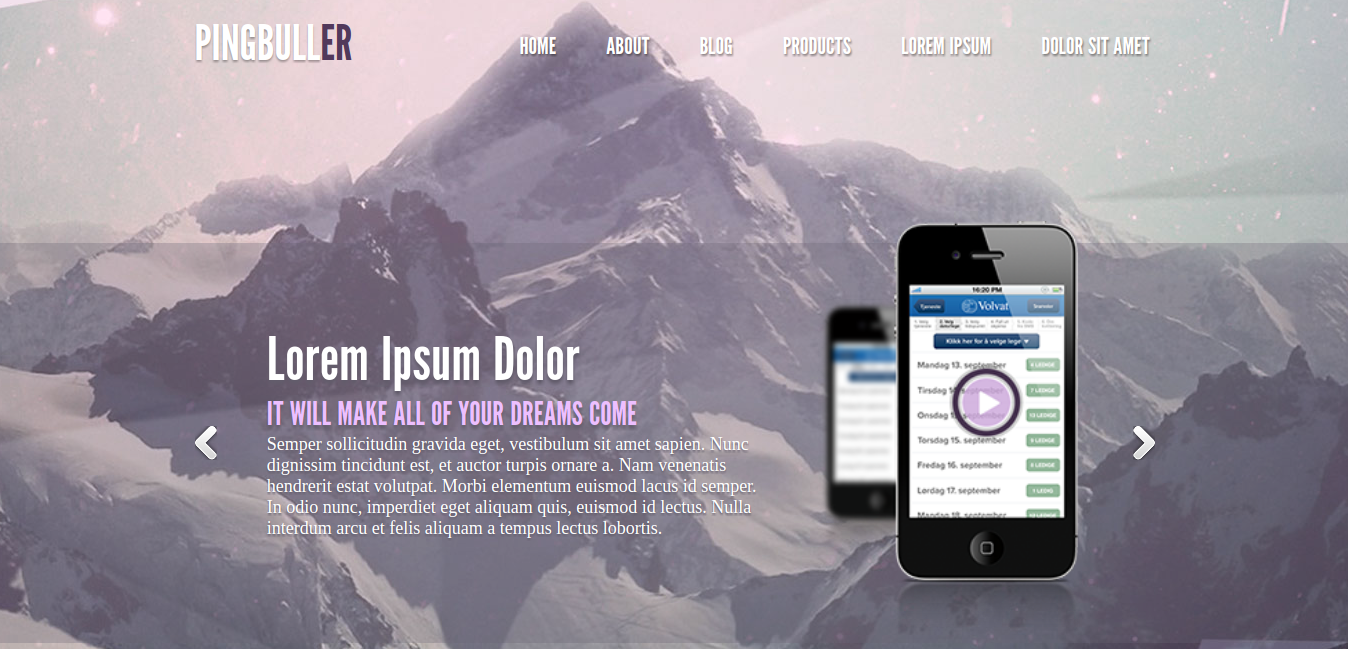 PINGBULLER
HOME ABOUT BLOG PRODUCTS LOREM IPSUM DOLOR SIT AMET
Lorem Ipsum Dolor
IT WILL MAKE ALL OF YOUR DREAMS COME
Semper sollicitudin gravida eget, vestibulum sit amet sapien. Nunc
dignissim tincidunt est, et auctor turpis ornare a. Nam venenatis
hendrerit estat volutpat. Morbi elementum euismod lacus id semper.
In odio nunc, imperdiet eget aliquam quis, euismod id lectus. Nulla
interdum arcu et felis aliquam a tempus lectus lobortis.
16:20 PM
Tjeneste Volvat
Klikk her for å velge lege
Mandag 13. september
Tirsdag september
Onsdag september
Torsdag 15. september
Fredag 16. september
Lørdag 17. september
1 LEDIG
Mandag 18. september